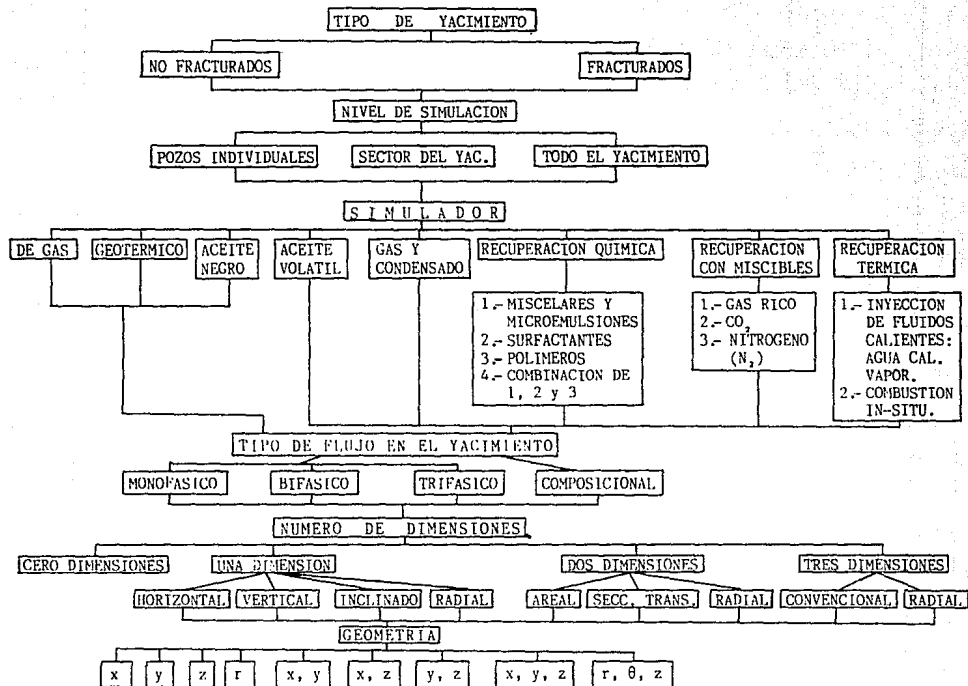 TIPO DE YACIMIENTO
NO FRACTURADOS
FRACTURADOS
NIVEL DE SIMULACION
POZOS INDIVIDUALES
SECTOR DEL YAC.
TODO EL YACIMIENTO
SIMULADOR
DE GAS
GEOTERMICO
ACEITE
NEGRO
ACEITE
VOLATIL
GAS Y
CONDENSADO
RECUPERACION QUIMICA
RECUPERACION
CON MISCIBLES
RECUPERACION
TERMICA
1.- MISCELARES Y
MICROEMULSIONES
2.- SURFACTANTES
3.- POLIMEROS
4.- COMBINACION DE
1, 2 y 3
1.- GAS RICO
2.- CO₂
3.- NITROGENO
(N₂)
1.- INYECCION
DE FLUIDOS
CALIENTES:
AGUA CAL.
VAPOR.
2.- COMBUSTION
IN-SITU.
TIPO DE FLUJO EN EL YACIMIENTO
MONOFASICO
BIFASICO
TRIFASICO
COMPOSICIONAL
NUMERO DE DIMENSIONES
CERO DIMENSIONES
UNA DIMENSION
DOS DIMENSIONES
TRES DIMENSIONES
HORIZONTAL
VERTICAL
INCLINADO
RADIAL
AREAL
SECC. TRANS.
RADIAL
CONVENCIONAL
RADIAL
GEOMETRIA
x
y
z
r
x, y
x, z
y, z
x, y, z
r, θ, z